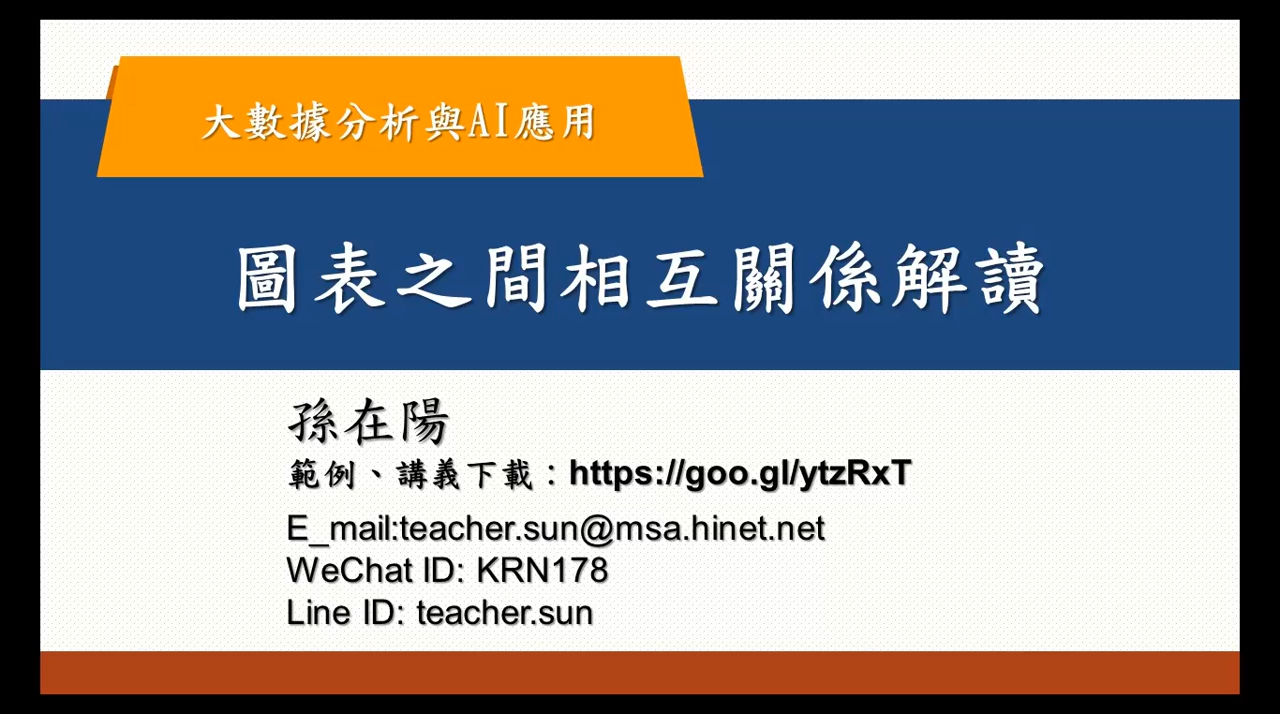 大數據分析與AI應用
圖表之間相互關係解讀
孫在陽
範例、講義下載：https://goo.gl/ytzRxT
E_mail:teacher.sun@msa.hinet.net
WeChat ID: KRN178
Line ID: teacher.sun